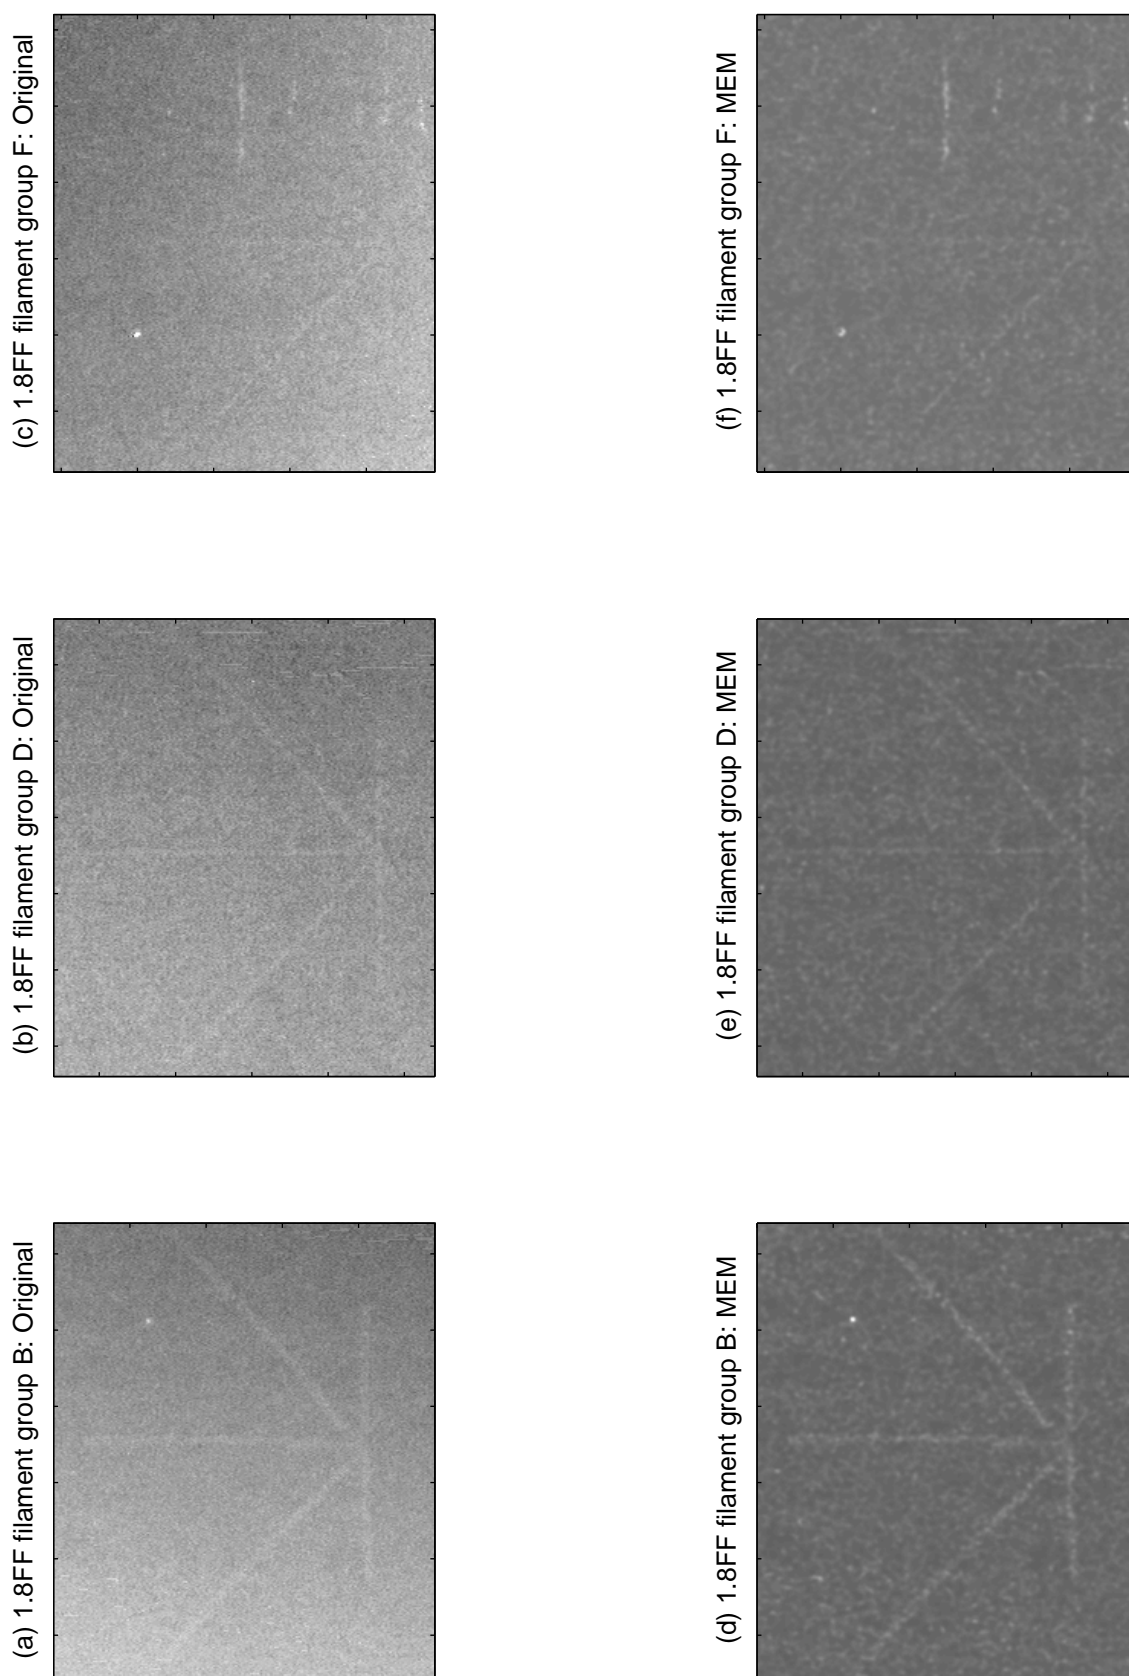 (a) 1.8FF filament group B: Original
(b) 1.8FF filament group D: Original
(c) 1.8FF filament group F: Original
(d) 1.8FF filament group B: MEM
(e) 1.8FF filament group D: MEM
(f) 1.8FF filament group F: MEM